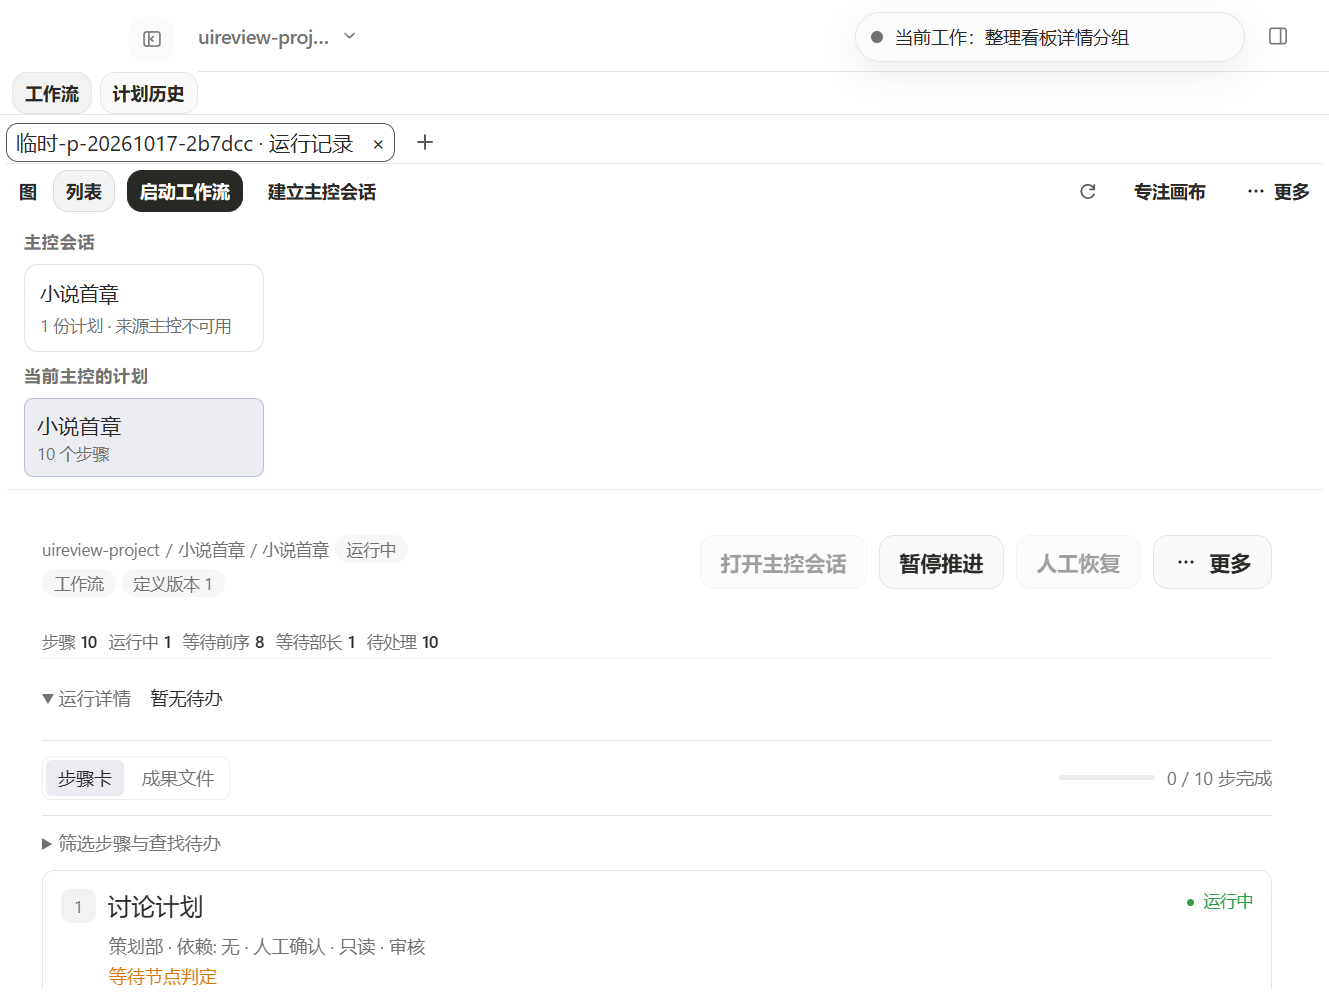 uireview-proj...
当前工作：整理看板详情分组
工作流 计划历史
临时-p-20261017-2b7dcc · 运行记录 × +
图 列表 启动工作流 建立主控会话 专注画布 ··· 更多
主控会话
小说首章
1 份计划 · 来源主控不可用
当前主控的计划
小说首章
10 个步骤
uireview-project / 小说首章 / 小说首章 运行中
工作流 定义版本 1
打开主控会话 暂停推进 人工恢复 ··· 更多
步骤 10 运行中 1 等待前序 8 等待部长 1 待处理 10
▼运行详情 暂无待办
步骤卡 成果文件 0 / 10 步完成
▶ 筛选步骤与查找待办
1 讨论计划 • 运行中
策划部 · 依赖: 无 · 人工确认 · 只读 · 审核
等待节点判定